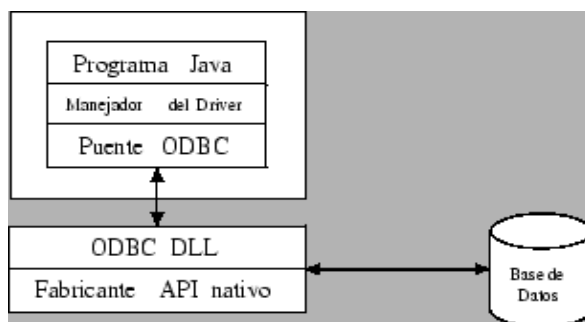 Programa Java
Manejador del Driver
Puente ODBC
ODBC DLL
Fabricante API nativo
Base de
Datos